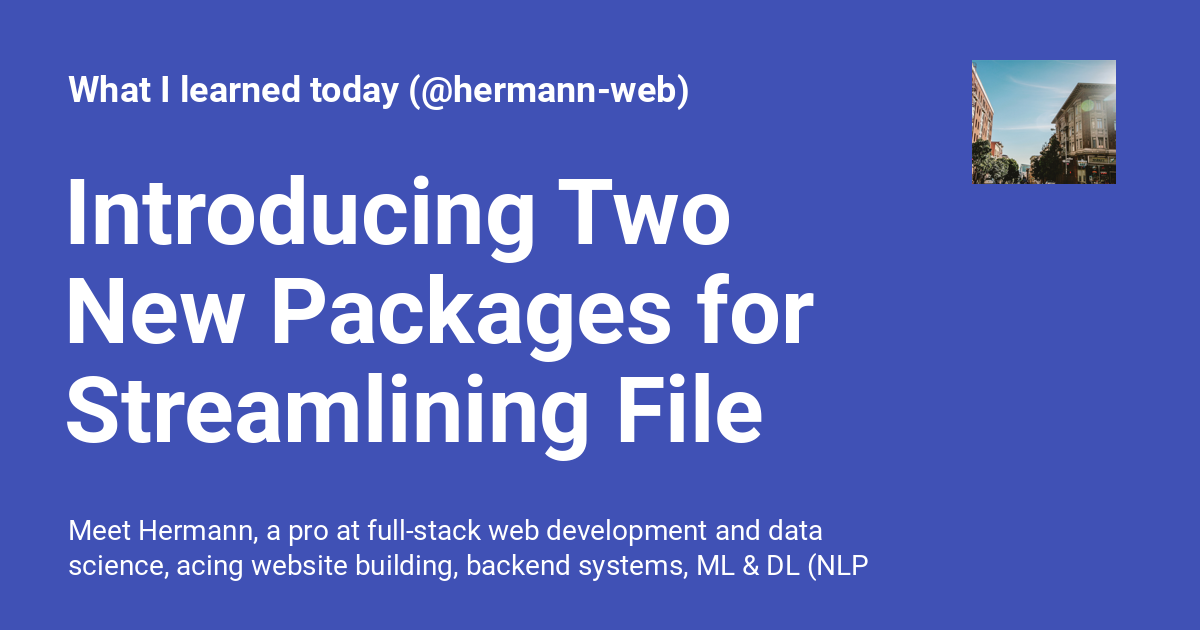 What I learned today (@hermann-web)
Introducing Two
New Packages for
Streamlining File
Meet Hermann, a pro at full-stack web development and data
science, acing website building, backend systems, ML & DL (NLP